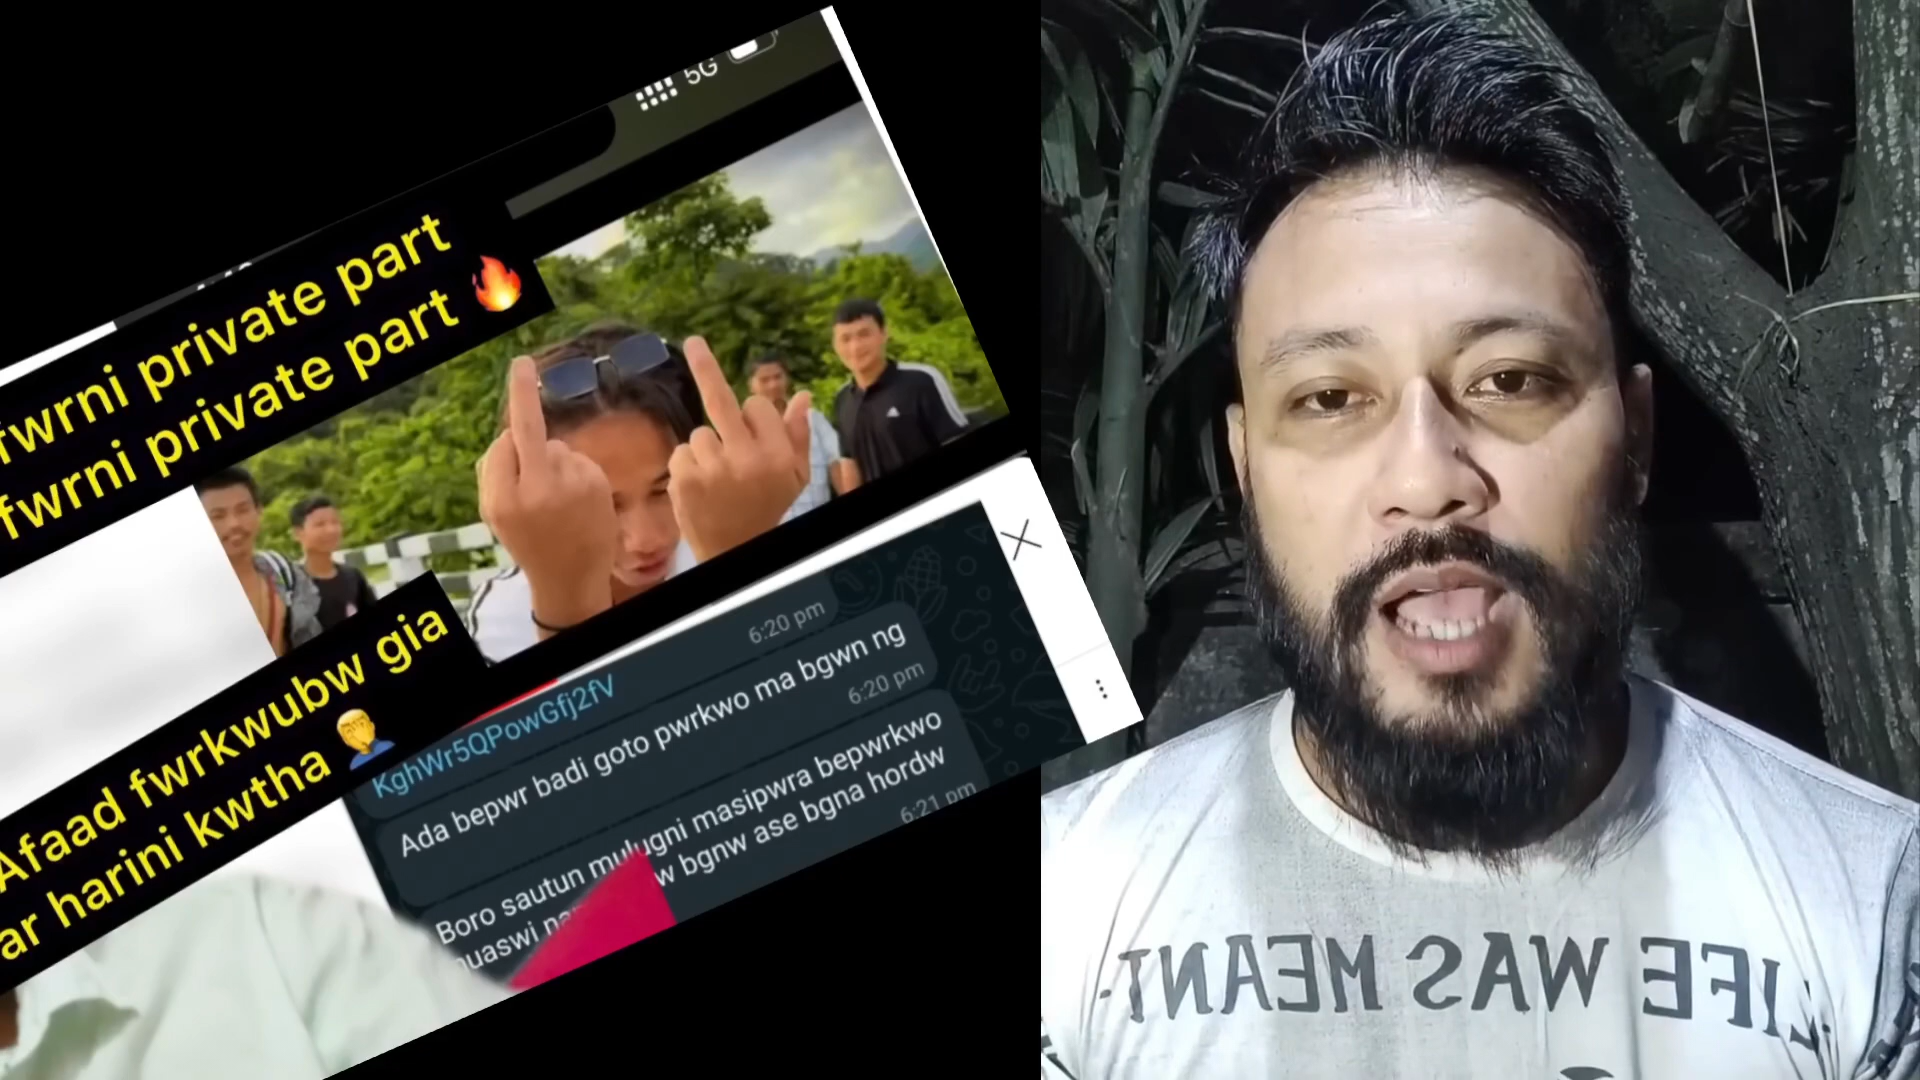 5G
fwrni private part
fwrni private part 🔥
Afaad fwrkwubw gia
ar harini kwtha 🤦‍♂️
6:20 pm
KghWr5QPowGfj2fV
Ada bepwr badi goto pwrkwo ma bgwn ng
6:20 pm
Boro sautun mulugni masipwra bepwrkwo
bgnw ase bgna hordw
6:21 pm
adidas
LIFE WAS MEANT